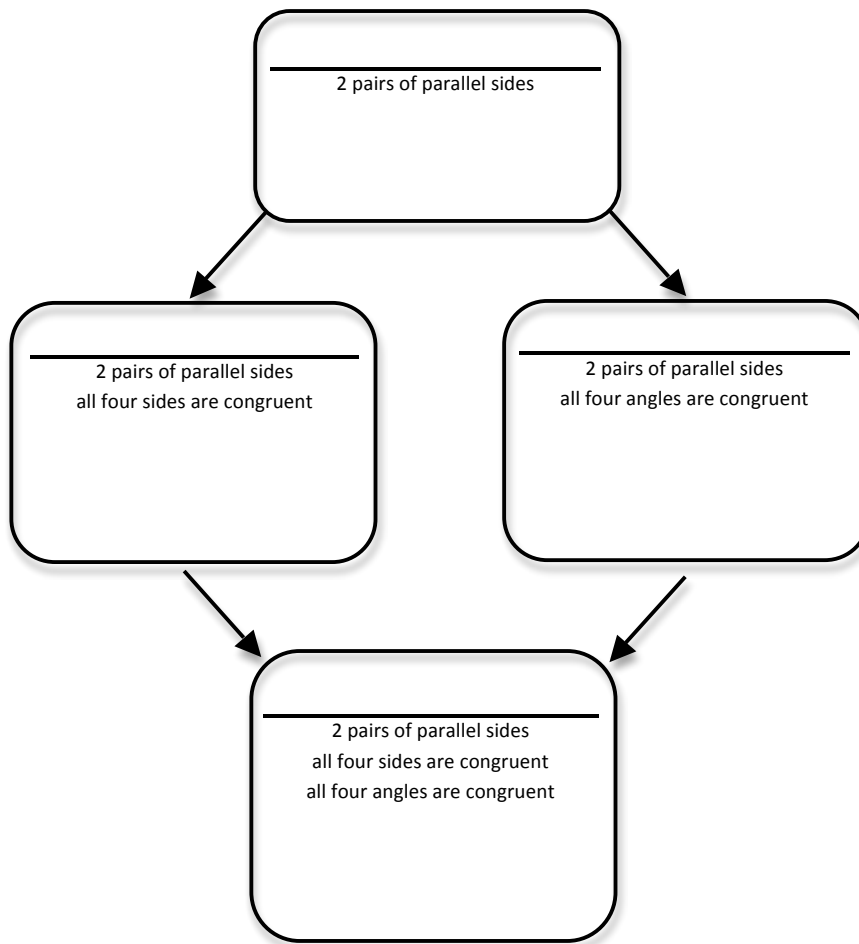 2 pairs of parallel sides
2 pairs of parallel sides
all four sides are congruent
2 pairs of parallel sides
all four angles are congruent
2 pairs of parallel sides
all four sides are congruent
all four angles are congruent